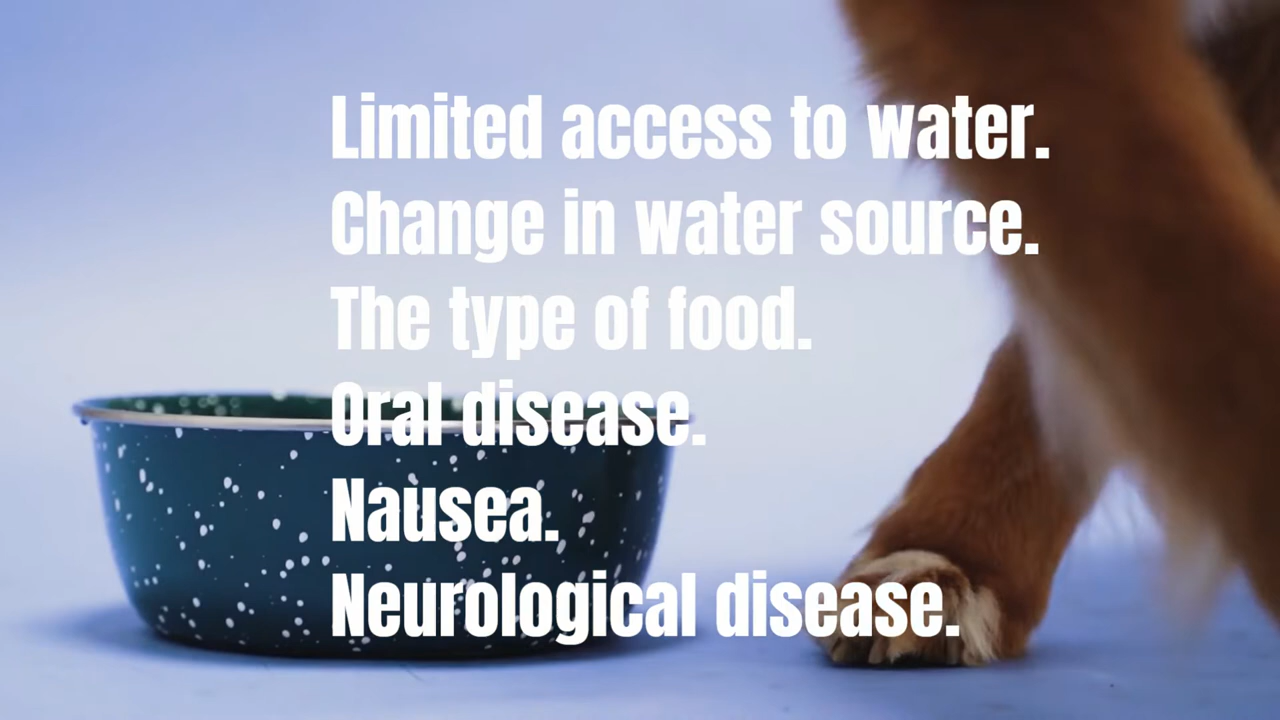 Limited access to water.
Change in water source.
The type of food.
Oral disease.
Nausea.
Neurological disease.